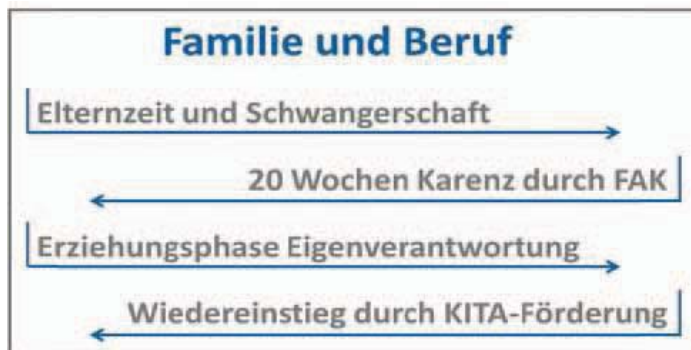 Familie und Beruf
Elternzeit und Schwangerschaft
20 Wochen Karenz durch FAK
Erziehungsphase Eigenverantwortung
Wiedereinstieg durch KITA-Förderung